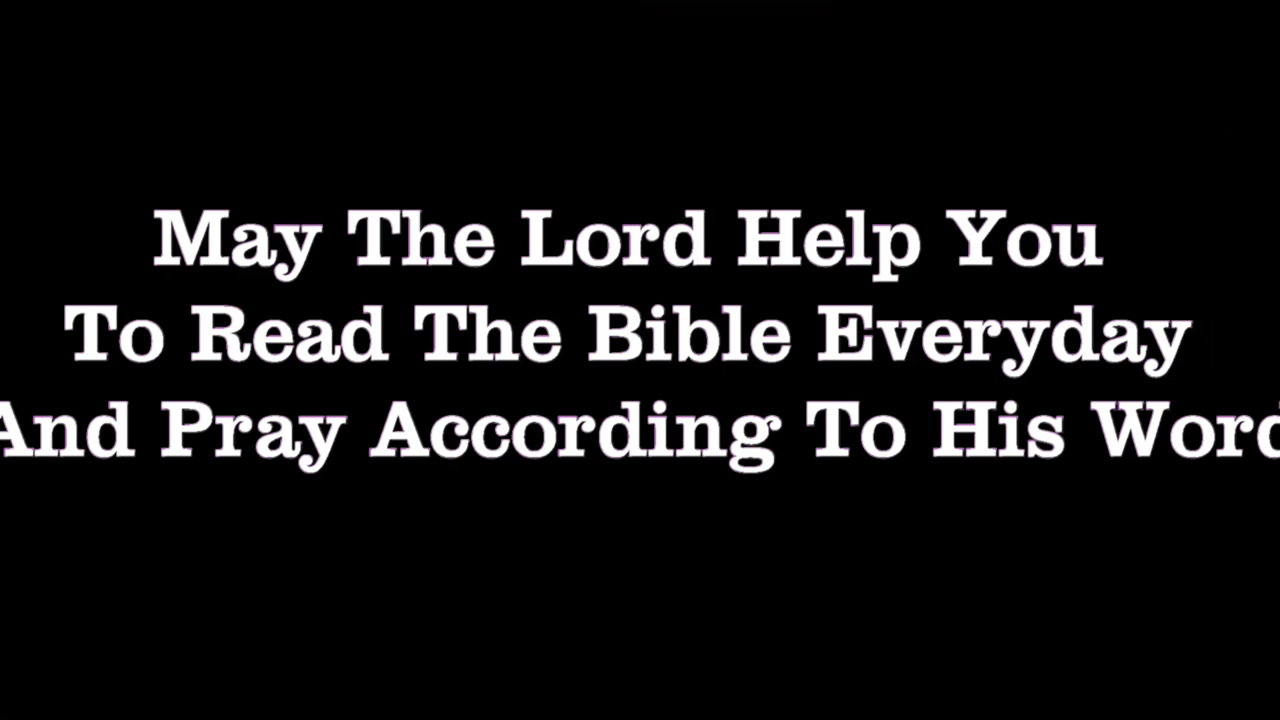 May The Lord Help You
To Read The Bible Everyday
And Pray According To His Word